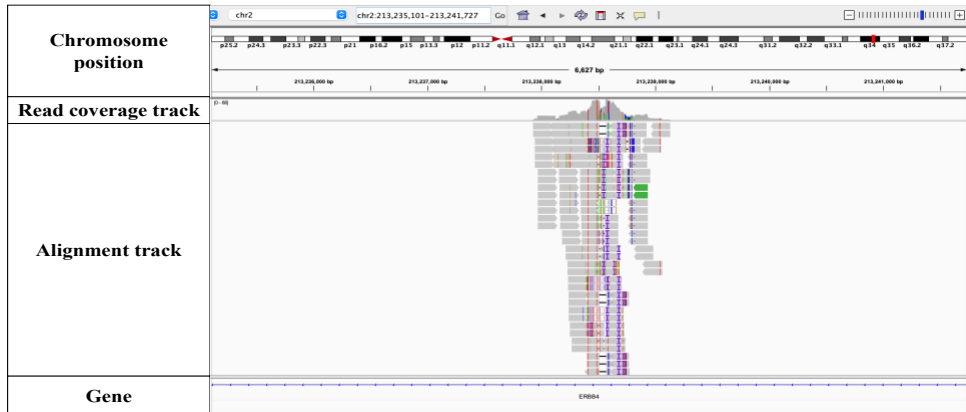 chr2
chr2:213,235,101-213,241,727
Go
Chromosome
position
p25.2 p24.3 p23.3 p22.3 p21 p16.2 p15 p13.3 p12 p11.2 q11.1 q12.1 q13 q14.2 q21.1 q22.1 q23.1 q24.1 q24.3 q31.2 q32.2 q33.1 q34 q35 q36.2 q37.2
6,627 bp
213,236,000 bp 213,237,000 bp 213,238,000 bp 213,239,000 bp 213,240,000 bp 213,241,000 bp
Read coverage track
Alignment track
Gene
ERBB4